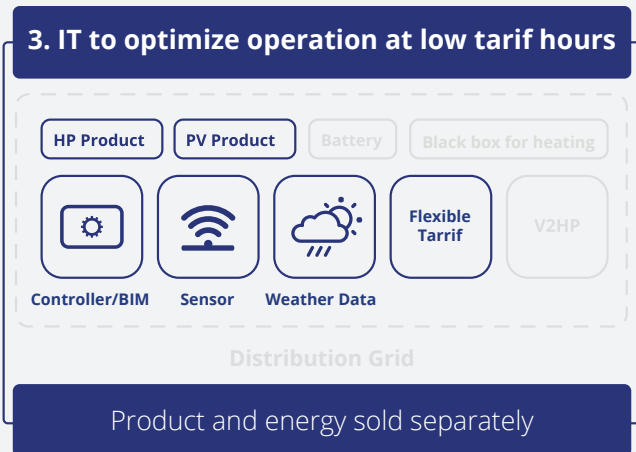 3. IT to optimize operation at low tarif hours
HP Product
PV Product
Battery
Black box for heating
Flexible
Tarrif
V2HP
Controller/BIM
Sensor
Weather Data
Distribution Grid
Product and energy sold separately